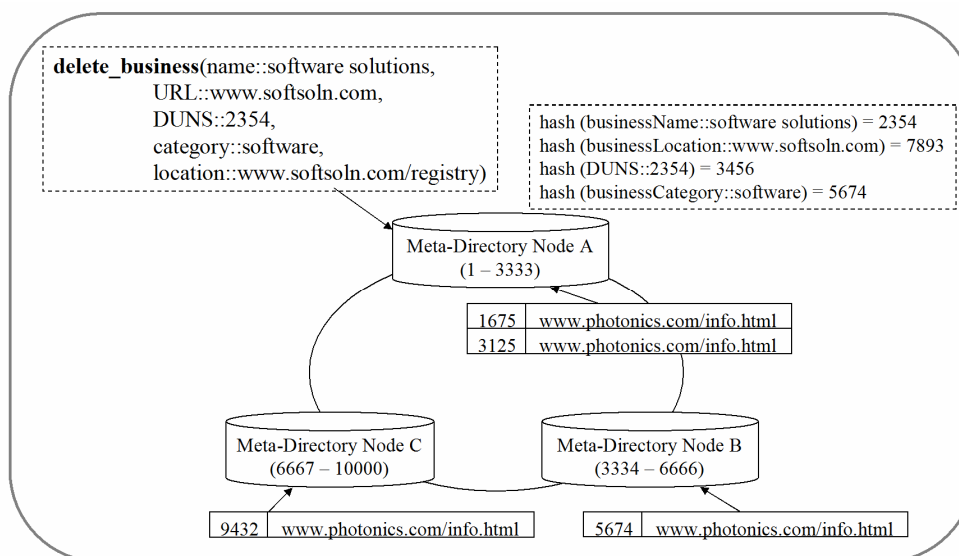 delete_business(name::software solutions,
URL::www.softsoln.com,
DUNS::2354,
category::software,
location::www.softsoln.com/registry)
hash (businessName::software solutions) = 2354
hash (businessLocation::www.softsoln.com) = 7893
hash (DUNS::2354) = 3456
hash (businessCategory::software) = 5674
Meta-Directory Node A
(1 – 3333)
1675 www.photonics.com/info.html
3125 www.photonics.com/info.html
Meta-Directory Node C
(6667 – 10000)
Meta-Directory Node B
(3334 – 6666)
9432 www.photonics.com/info.html
5674 www.photonics.com/info.html